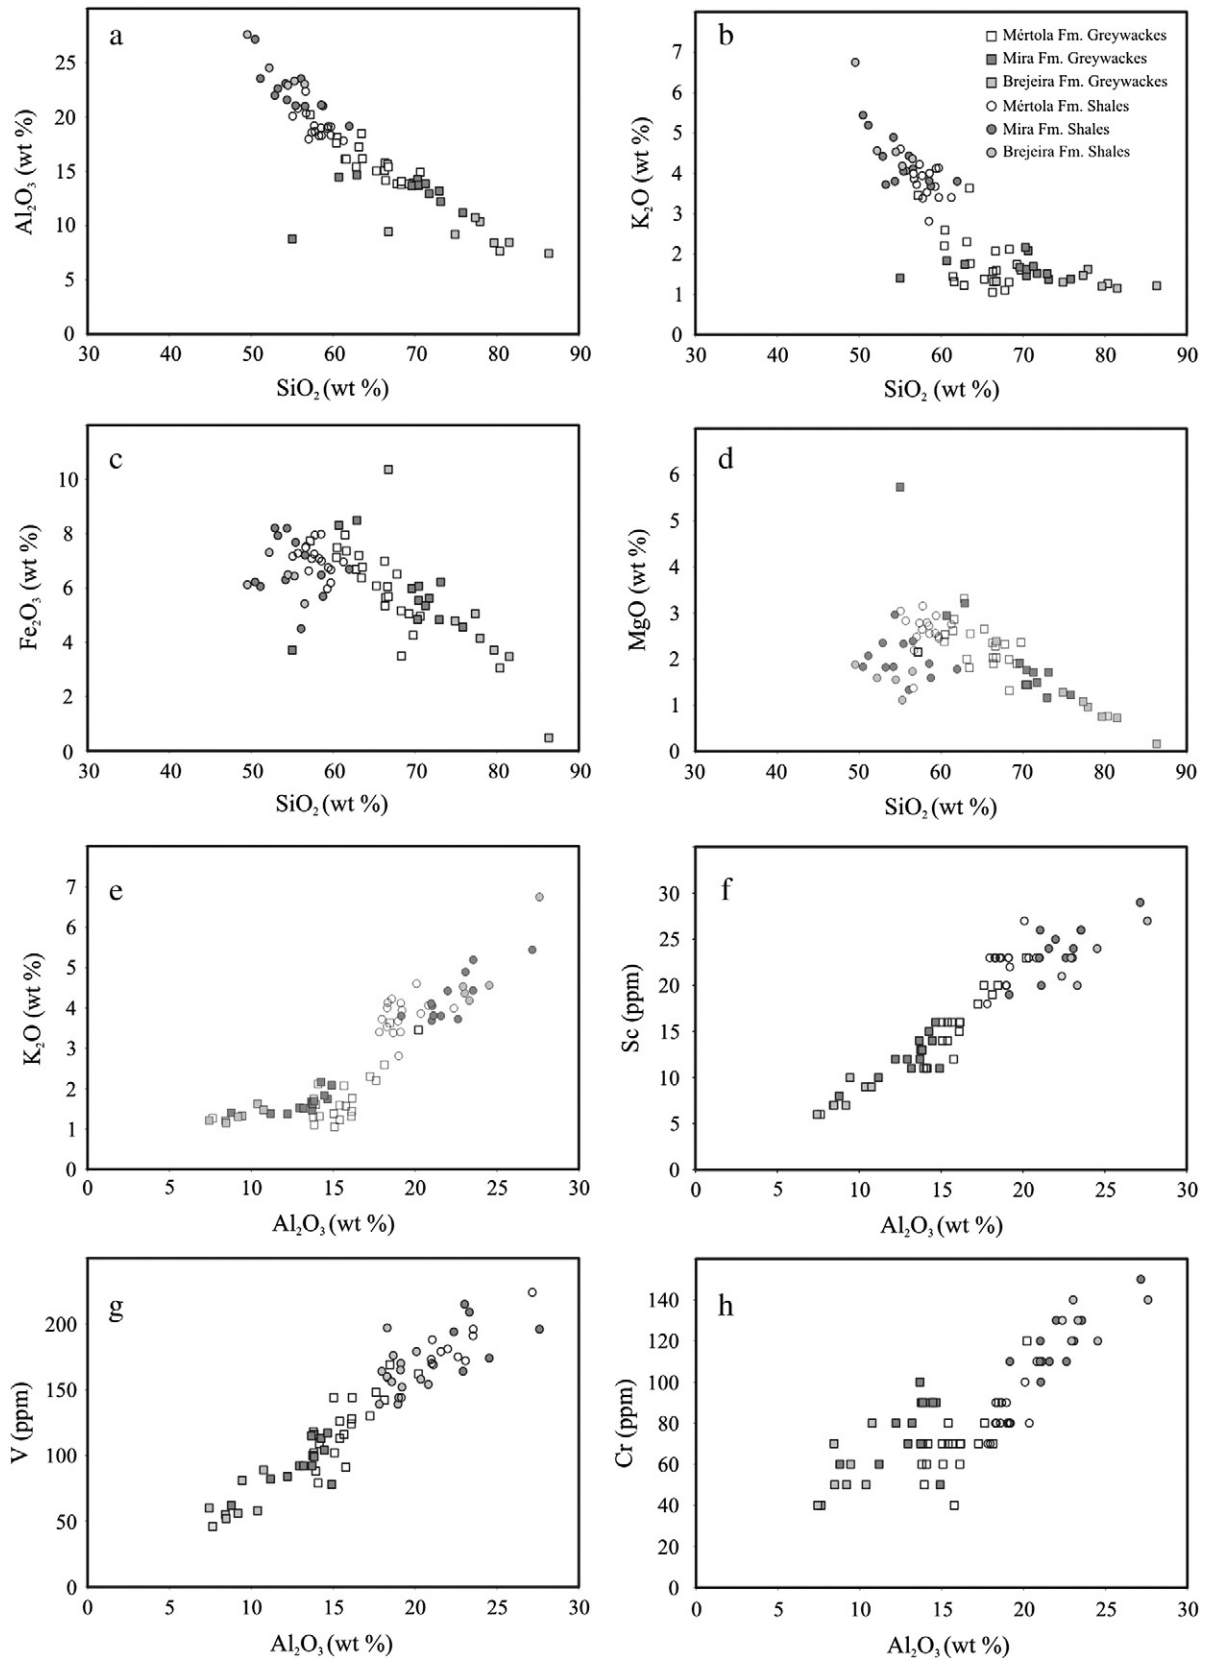 a
25
20
15
10
5
0
30 40 50 60 70 80 90
Al₂O₃ (wt %)
SiO₂ (wt %)
b
7
6
5
4
3
2
1
0
30 40 50 60 70 80 90
K₂O (wt %)
SiO₂ (wt %)
Mértola Fm. Greywackes
Mira Fm. Greywackes
Brejeira Fm. Greywackes
Mértola Fm. Shales
Mira Fm. Shales
Brejeira Fm. Shales
c
10
8
6
4
2
0
30 40 50 60 70 80 90
Fe₂O₃ (wt %)
SiO₂ (wt %)
d
6
5
4
3
2
1
0
30 40 50 60 70 80 90
MgO (wt %)
SiO₂ (wt %)
e
7
6
5
4
3
2
1
0
0 5 10 15 20 25 30
K₂O (wt %)
Al₂O₃ (wt %)
f
30
25
20
15
10
5
0
0 5 10 15 20 25 30
Sc (ppm)
Al₂O₃ (wt %)
g
200
150
100
50
0
0 5 10 15 20 25 30
V (ppm)
Al₂O₃ (wt %)
h
140
120
100
80
60
40
20
0
0 5 10 15 20 25 30
Cr (ppm)
Al₂O₃ (wt %)